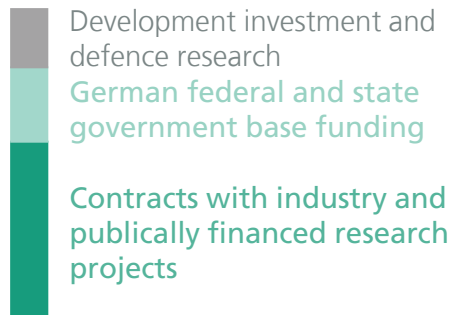 Development investment and
defence research
German federal and state
government base funding
Contracts with industry and
publically financed research
projects